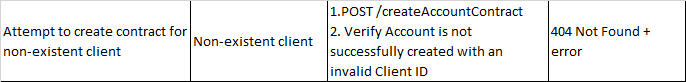 Attempt to create contract for
non-existent client
Non-existent client
1.POST /createAccountContract
2. Verify Account is not
successfully created with an
invalid Client ID
404 Not Found +
error